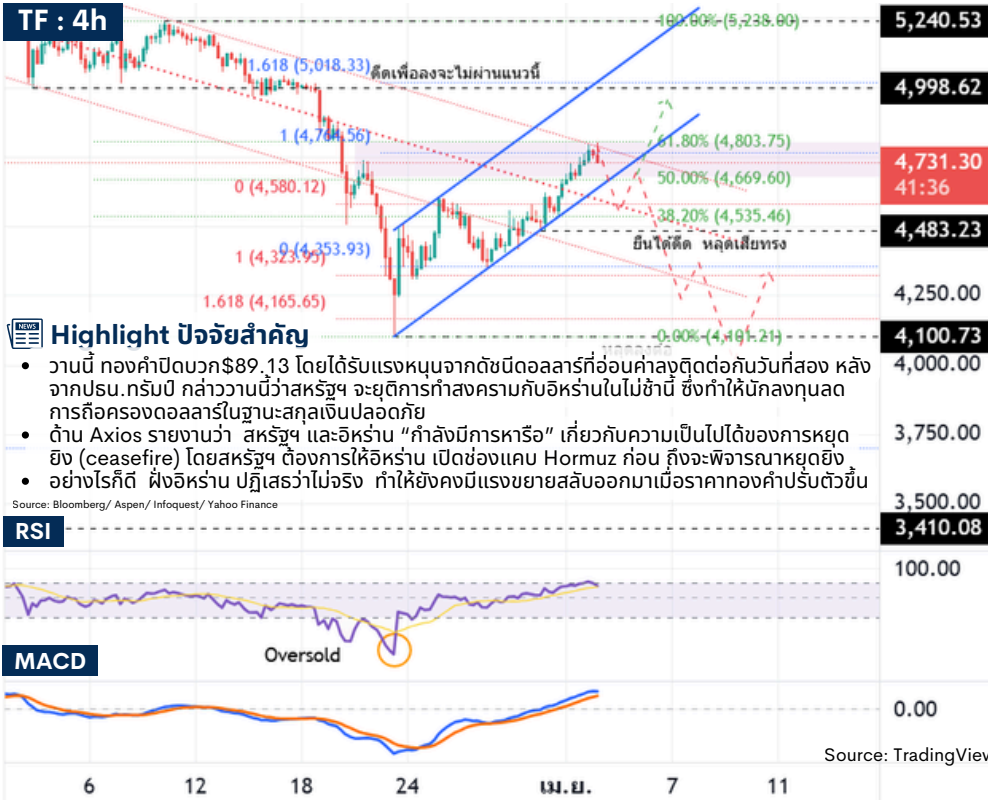 TF : 4h
5,240.53
100.00% (5,238.00)
1.618 (5,018.33)
ดีดเพื่อลงจะไม่ผ่านแนวนี้
4,998.62
1 (4,764.56)
61.80% (4,803.75)
4,731.30
41:36
0 (4,580.12)
50.00% (4,669.60)
38.20% (4,535.46)
4,483.23
0 (4,353.93)
1 (4,323.95)
ยืนได้ดีด หลุดเสียทรง
4,250.00
1.618 (4,165.65)
0.00% (4,101.21)
4,100.73
Highlight ปัจจัยสำคัญ
4,000.00
วานนี้ ทองคำปิดบวก$89.13 โดยได้รับแรงหนุนจากดัชนีดอลลาร์ที่อ่อนค่าลงติดต่อกันวันที่สอง หลัง
จากปธน.ทรัมป์ กล่าววานนี้ว่าสหรัฐฯ จะยุติการทำสงครามกับอิหร่านในไม่ช้านี้ ซึ่งทำให้นักลงทุนลด
การถือครองดอลลาร์ในฐานะสกุลเงินปลอดภัย
ด้าน Axios รายงานว่า สหรัฐฯ และอิหร่าน “กำลังมีการหารือ” เกี่ยวกับความเป็นไปได้ของการหยุด
ยิง (ceasefire) โดยสหรัฐฯ ต้องการให้อิหร่าน เปิดช่องแคบ Hormuz ก่อน ถึงจะพิจารณาหยุดยิง
อย่างไรก็ดี ฝั่งอิหร่าน ปฏิเสธว่าไม่จริง ทำให้ยังคงมีแรงขยายสลับออกมาเมื่อราคาทองคำปรับตัวขึ้น
3,750.00
3,500.00
Source: Bloomberg/ Aspen/ Infoquest/ Yahoo Finance
3,410.08
RSI
100.00
Oversold
MACD
0.00
Source: TradingView
6
12
18
24
เม.ย.
7
11